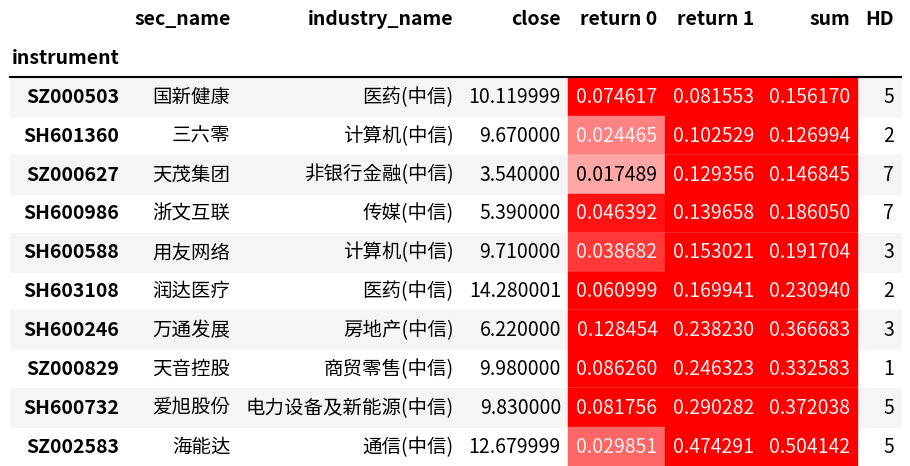 sec_name industry_name close return 0 return 1 sum HD
instrument
SZ000503 国新健康 医药(中信) 10.119999 0.074617 0.081553 0.156170 5
SH601360 三六零 计算机(中信) 9.670000 0.024465 0.102529 0.126994 2
SZ000627 天茂集团 非银行金融(中信) 3.540000 0.017489 0.129356 0.146845 7
SH600986 浙文互联 传媒(中信) 5.390000 0.046392 0.139658 0.186050 7
SH600588 用友网络 计算机(中信) 9.710000 0.038682 0.153021 0.191704 3
SH603108 润达医疗 医药(中信) 14.280001 0.060999 0.169941 0.230940 2
SH600246 万通发展 房地产(中信) 6.220000 0.128454 0.238230 0.366683 3
SZ000829 天音控股 商贸零售(中信) 9.980000 0.086260 0.246323 0.332583 1
SH600732 爱旭股份 电力设备及新能源(中信) 9.830000 0.081756 0.290282 0.372038 5
SZ002583 海能达 通信(中信) 12.679999 0.029851 0.474291 0.504142 5